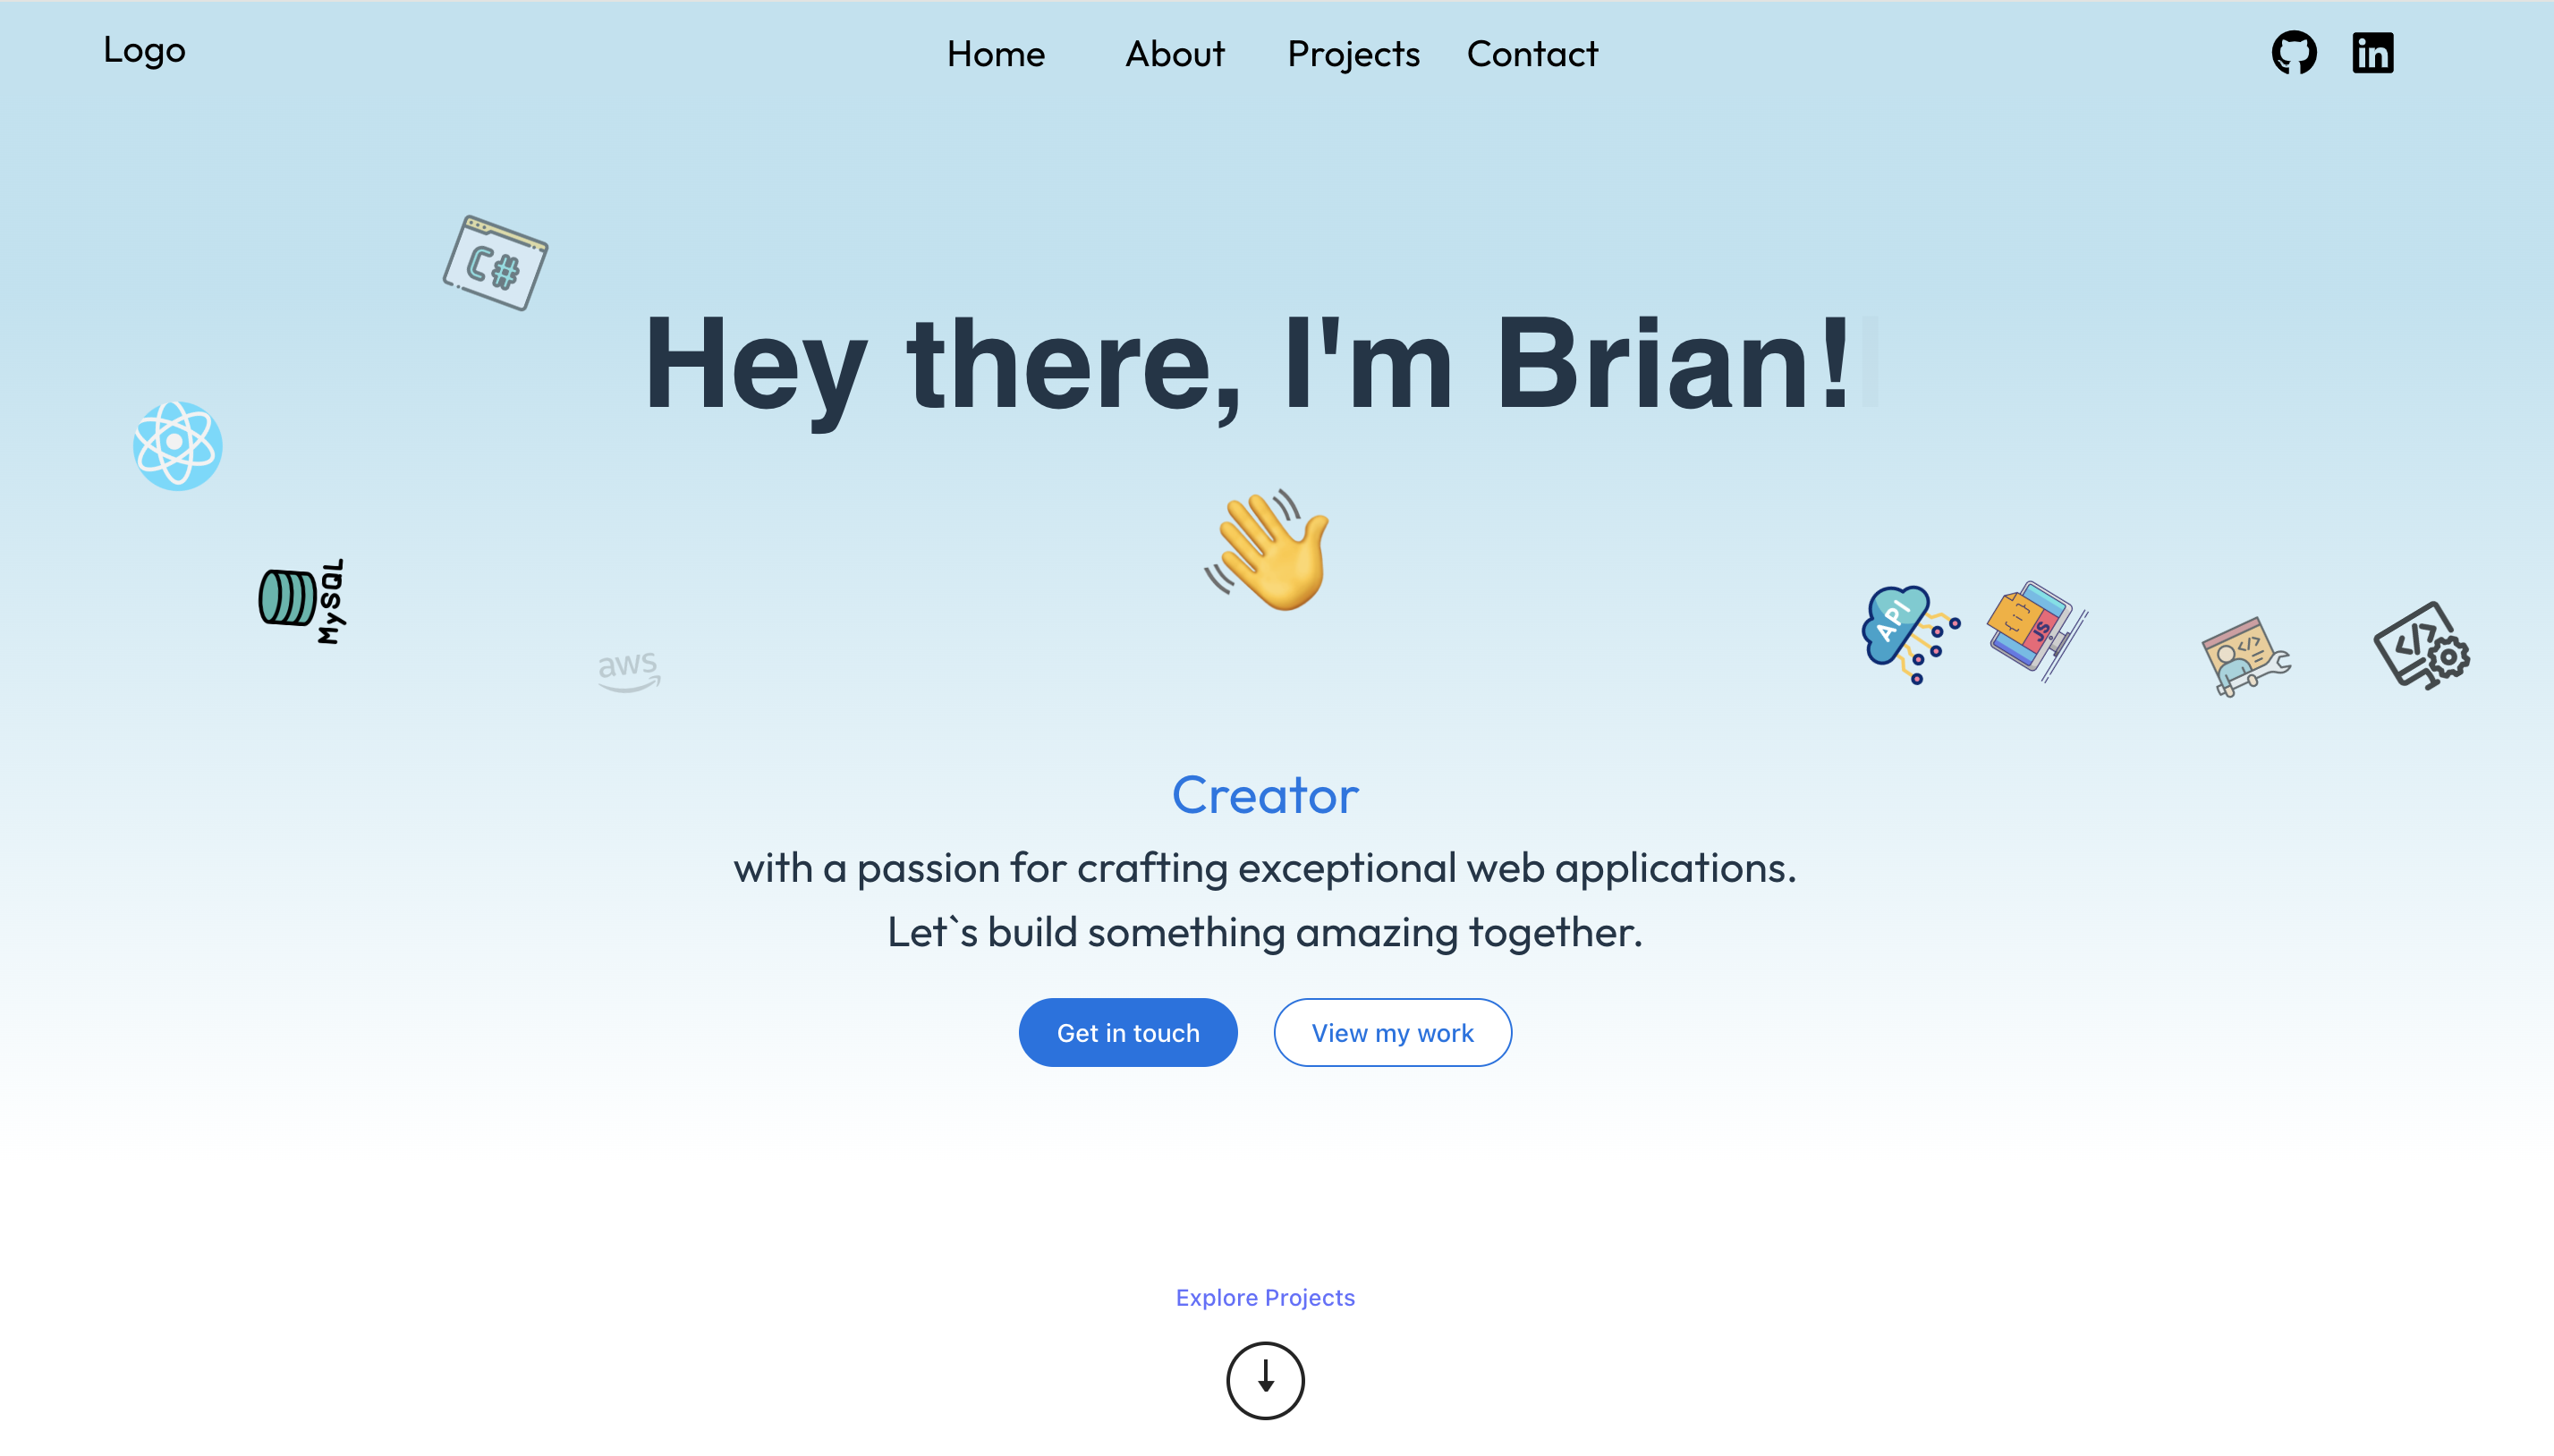 Logo
Home About Projects Contact
in
C#
Hey there, I'm Brian!
MySQL
aws
API
JS
</>
</>
Creator
with a passion for crafting exceptional web applications.
Let`s build something amazing together.
Get in touch
View my work
Explore Projects